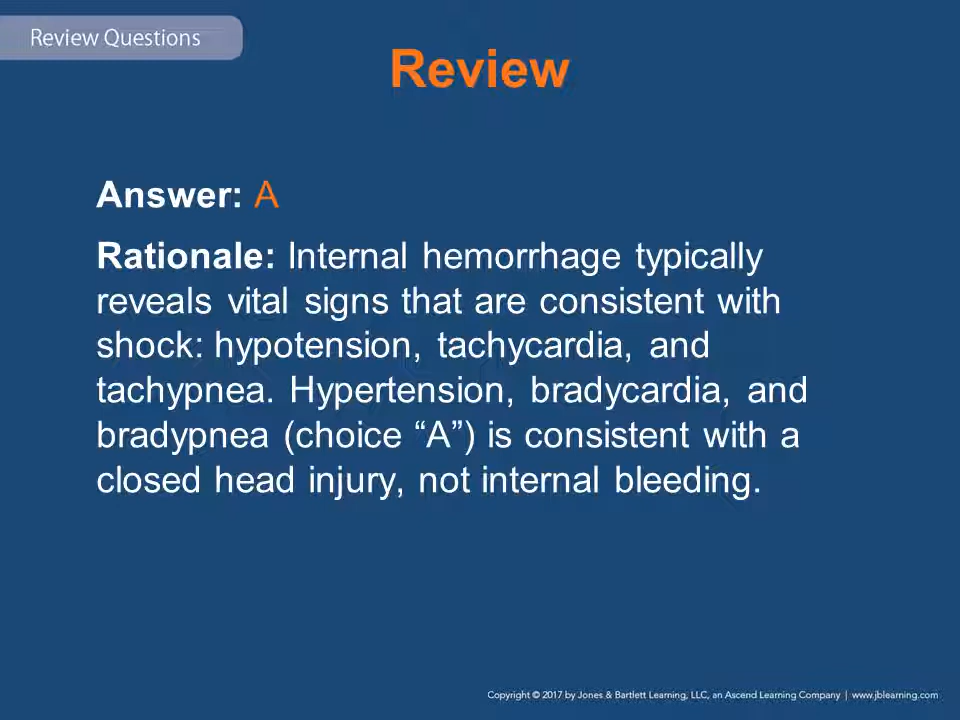 Review Questions
Review
Answer: A
Rationale: Internal hemorrhage typically
reveals vital signs that are consistent with
shock: hypotension, tachycardia, and
tachypnea. Hypertension, bradycardia, and
bradypnea (choice “A”) is consistent with a
closed head injury, not internal bleeding.
Copyright © 2017 by Jones & Bartlett Learning, LLC, an Ascend Learning Company | www.jblearning.com